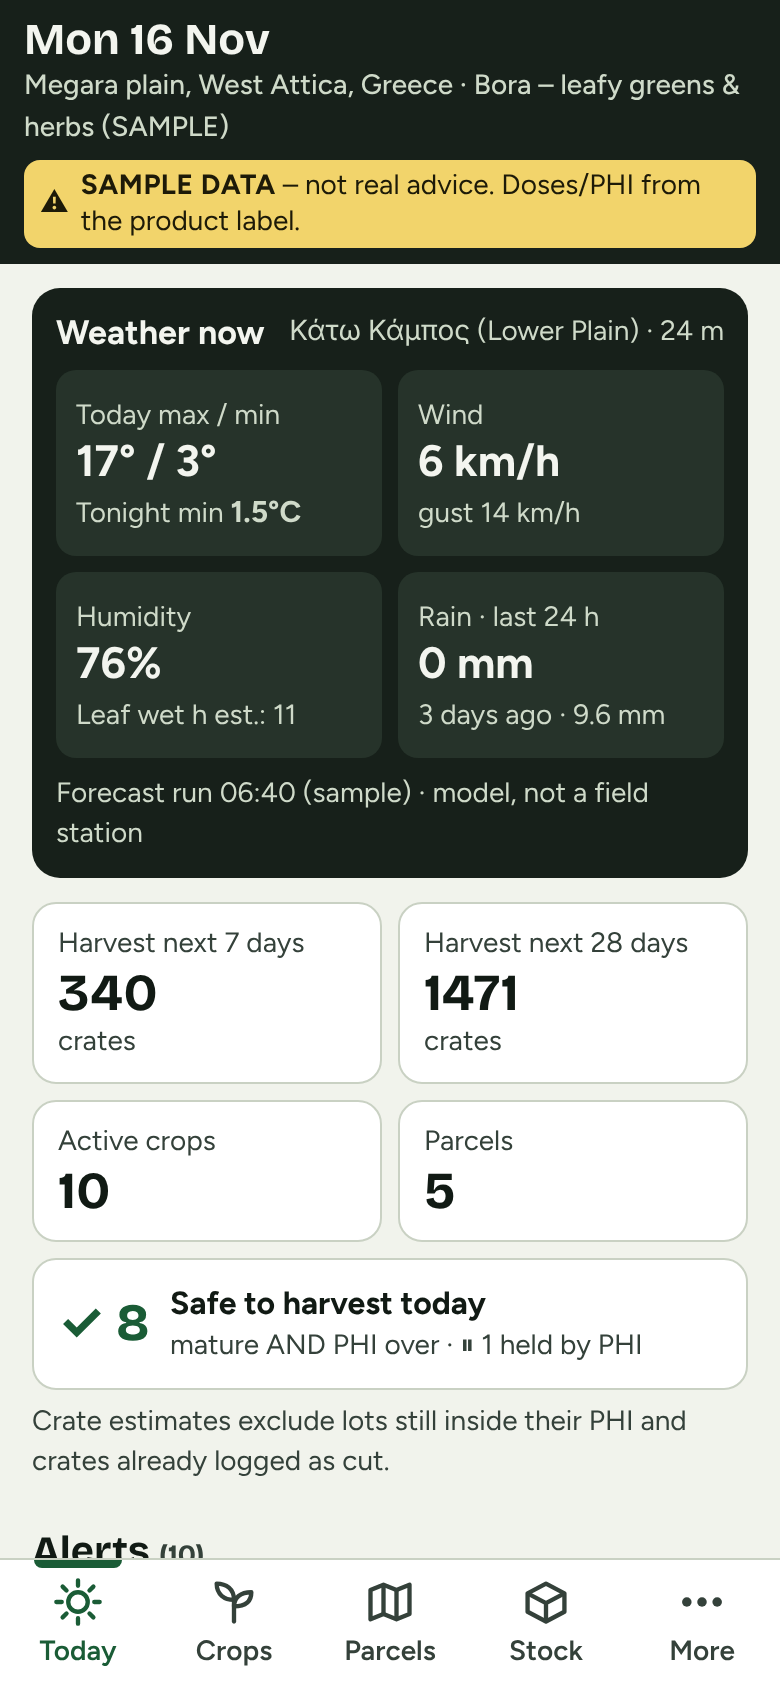 Mon 16 Nov
Megara plain, West Attica, Greece · Bora – leafy greens &
herbs (SAMPLE)
SAMPLE DATA – not real advice. Doses/PHI from
the product label.
Weather now Κάτω Κάμπος (Lower Plain) · 24 m
Today max / min
17° / 3°
Tonight min 1.5°C
Wind
6 km/h
gust 14 km/h
Humidity
76%
Leaf wet h est.: 11
Rain · last 24 h
0 mm
3 days ago · 9.6 mm
Forecast run 06:40 (sample) · model, not a field
station
Harvest next 7 days
340
crates
Harvest next 28 days
1471
crates
Active crops
10
Parcels
5
8
Safe to harvest today
mature AND PHI over · 1 held by PHI
Crate estimates exclude lots still inside their PHI and
crates already logged as cut.
Alerts (10)
Today
Crops
Parcels
Stock
More